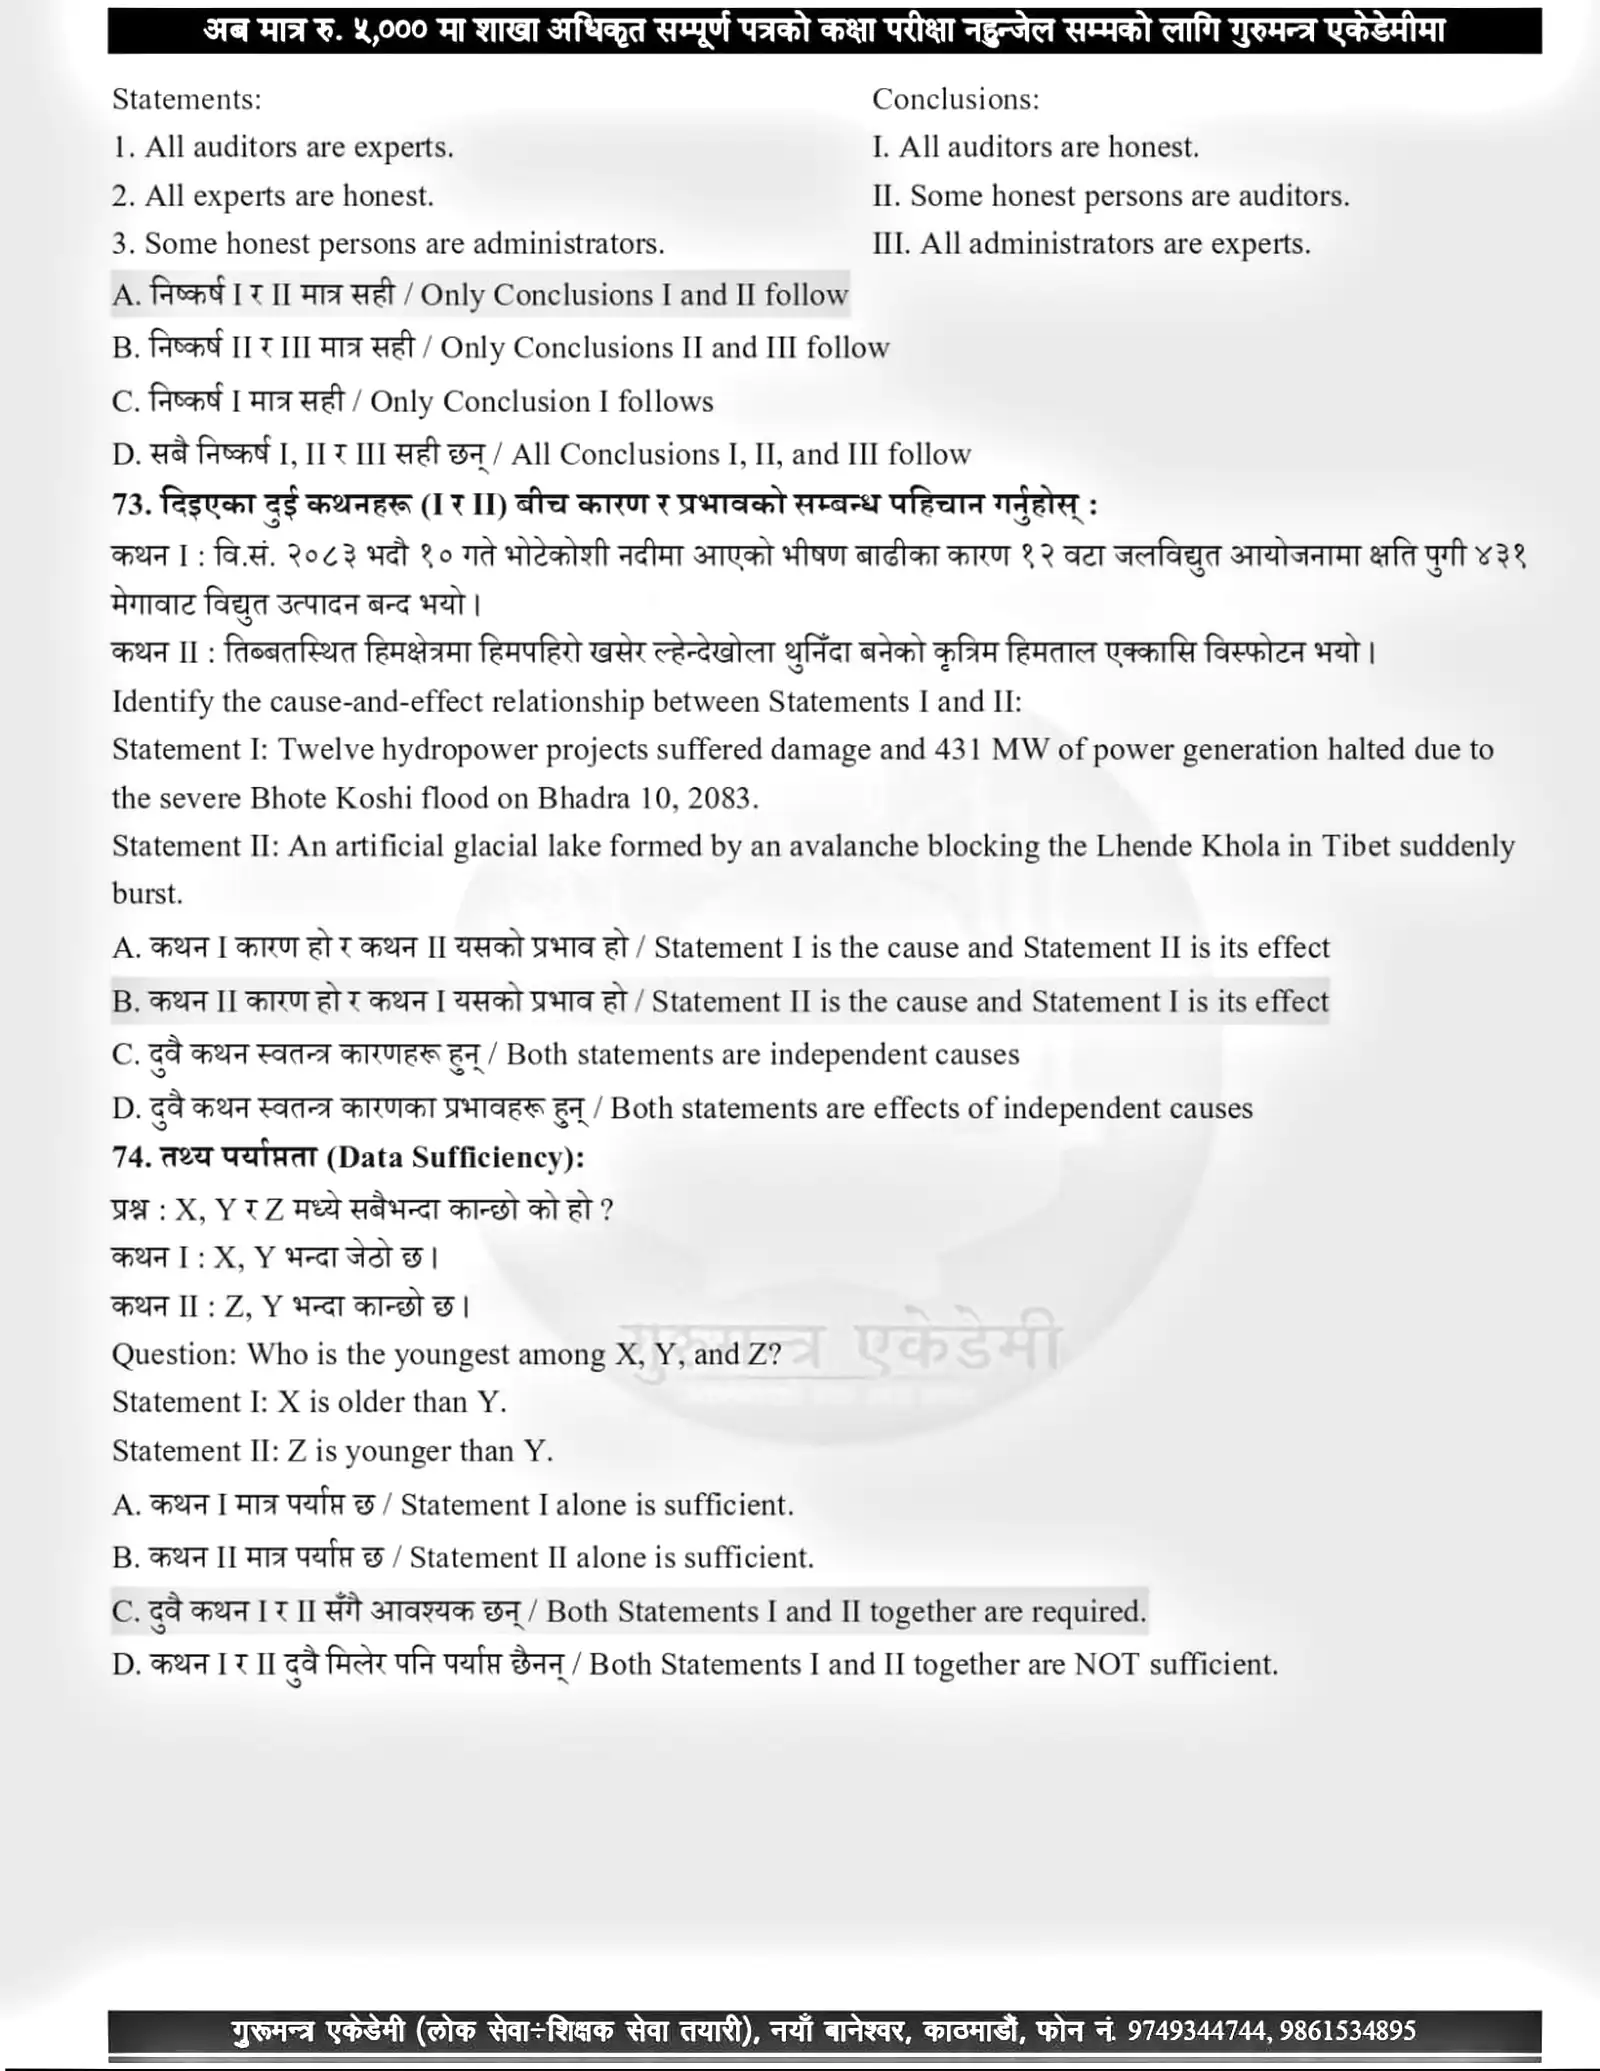 अब मात्र रु. ५,००० मा शाखा अधिकृत सम्पूर्ण पत्रको कक्षा परीक्षा नहुन्जेल सम्मको लागि गुरुमन्त्र एकेडेमीमा
Statements: Conclusions:
1. All auditors are experts. I. All auditors are honest.
2. All experts are honest. II. Some honest persons are auditors.
3. Some honest persons are administrators. III. All administrators are experts.
A. निष्कर्ष I र II मात्र सही / Only Conclusions I and II follow
B. निष्कर्ष II र III मात्र सही / Only Conclusions II and III follow
C. निष्कर्ष I मात्र सही / Only Conclusion I follows
D. सबै निष्कर्ष I, II र III सही छन् / All Conclusions I, II, and III follow
73. दिइएका दुई कथनहरू (I र II) बीच कारण र प्रभावको सम्बन्ध पहिचान गर्नुहोस् :
कथन I : वि.सं. २०८३ भदौ १० गते भोटेकोशी नदीमा आएको भीषण बाढीका कारण १२ वटा जलविद्युत आयोजनामा क्षति पुगी ४३१
मेगावाट विद्युत उत्पादन बन्द भयो।
कथन II : तिब्बतस्थित हिमक्षेत्रमा हिमपहिरो खसेर ल्हेन्देखोला थुनिँदा बनेको कृत्रिम हिमताल एक्कासि विस्फोटन भयो।
Identify the cause-and-effect relationship between Statements I and II:
Statement I: Twelve hydropower projects suffered damage and 431 MW of power generation halted due to
the severe Bhote Koshi flood on Bhadra 10, 2083.
Statement II: An artificial glacial lake formed by an avalanche blocking the Lhende Khola in Tibet suddenly
burst.
A. कथन I कारण हो र कथन II यसको प्रभाव हो / Statement I is the cause and Statement II is its effect
B. कथन II कारण हो र कथन I यसको प्रभाव हो / Statement II is the cause and Statement I is its effect
C. दुवै कथन स्वतन्त्र कारणहरू हुन् / Both statements are independent causes
D. दुवै कथन स्वतन्त्र कारणका प्रभावहरू हुन् / Both statements are effects of independent causes
74. तथ्य पर्याप्तता (Data Sufficiency):
प्रश्न : X, Y र Z मध्ये सबैभन्दा कान्छो को हो ?
कथन I : X, Y भन्दा जेठो छ।
कथन II : Z, Y भन्दा कान्छो छ।
Question: Who is the youngest among X, Y, and Z?
गुरुमन्त्र एकेडेमी
Statement I: X is older than Y.
Statement II: Z is younger than Y.
A. कथन I मात्र पर्याप्त छ / Statement I alone is sufficient.
B. कथन II मात्र पर्याप्त छ / Statement II alone is sufficient.
C. दुवै कथन I र II सँगै आवश्यक छन् / Both Statements I and II together are required.
D. कथन I र II दुवै मिलेर पनि पर्याप्त छैनन् / Both Statements I and II together are NOT sufficient.
गुरूमन्त्र एकेडेमी (लोक सेवा÷शिक्षक सेवा तयारी), नयाँ बानेश्वर, काठमाडौं, फोन नं. 9749344744, 9861534895